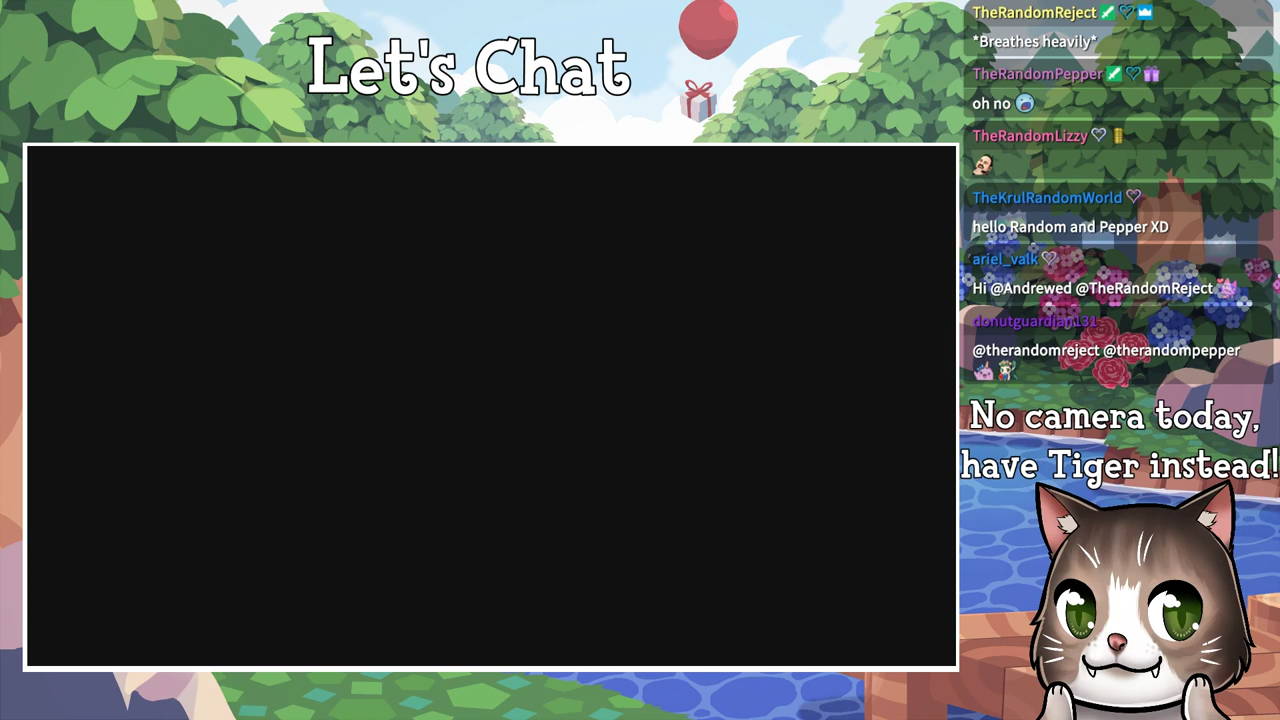 Let's Chat
TheRandomReject
*Breathes heavily*
TheRandomPepper
oh no
TheRandomLizzy
TheKrulRandomWorld
hello Random and Pepper XD
ariel_valk
Hi @Andrewed @TheRandomReject
donutguardian131
@therandomreject @therandompepper
No camera today,
have Tiger instead!